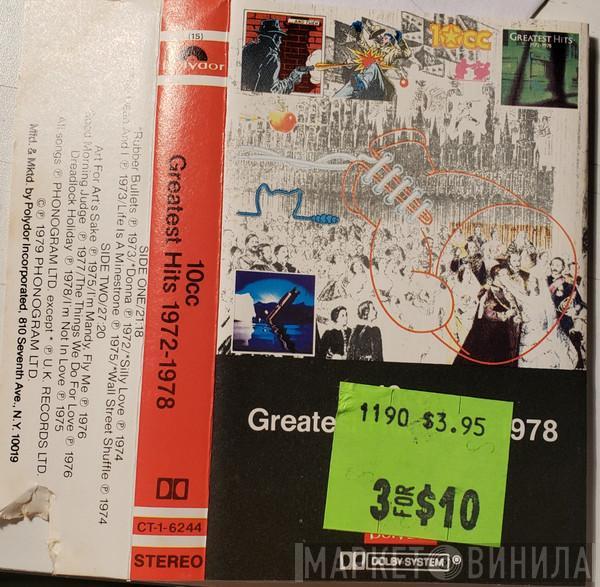 (15)
polydor
10cc
Greatest Hits 1972-1978
CT-1-6244
STEREO
SIDE ONE/21:18
*Rubber Bullets ℗ 1973/*Donna ℗ 1972/*Silly Love ℗ 1974
And I ℗ 1973/Life Is A Minestrone ℗ 1975/*Wall Street Shuffle ℗ 1974
SIDE TWO/27:20
Art For Art's Sake ℗ 1975/I'm Mandy, Fly Me ℗ 1976
Good Morning Judge ℗ 1977/The Things We Do For Love ℗ 1976
Dreadlock Holiday ℗ 1978/I'm Not In Love ℗ 1975
All songs ℗ PHONOGRAM LTD. except * ℗ U.K. RECORDS LTD.
© ℗ 1979 PHONOGRAM LTD.
Mfd. & Mktd. by Polydor Incorporated, 810 Seventh Ave., N.Y. 10019
...AND THEN
10cc
GREATEST HITS
1972-1978
Greate
978
1190 $3.95
3 FOR $10
DOLBY SYSTEM ®
МАРКЕТ ВИНИЛА